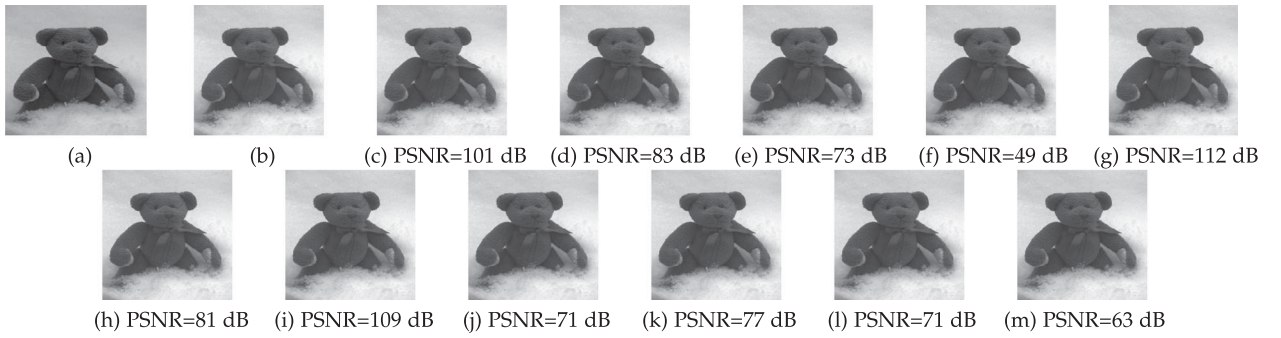 (a) (b) (c) PSNR=101 dB (d) PSNR=83 dB (e) PSNR=73 dB (f) PSNR=49 dB (g) PSNR=112 dB
(h) PSNR=81 dB (i) PSNR=109 dB (j) PSNR=71 dB (k) PSNR=77 dB (l) PSNR=71 dB (m) PSNR=63 dB